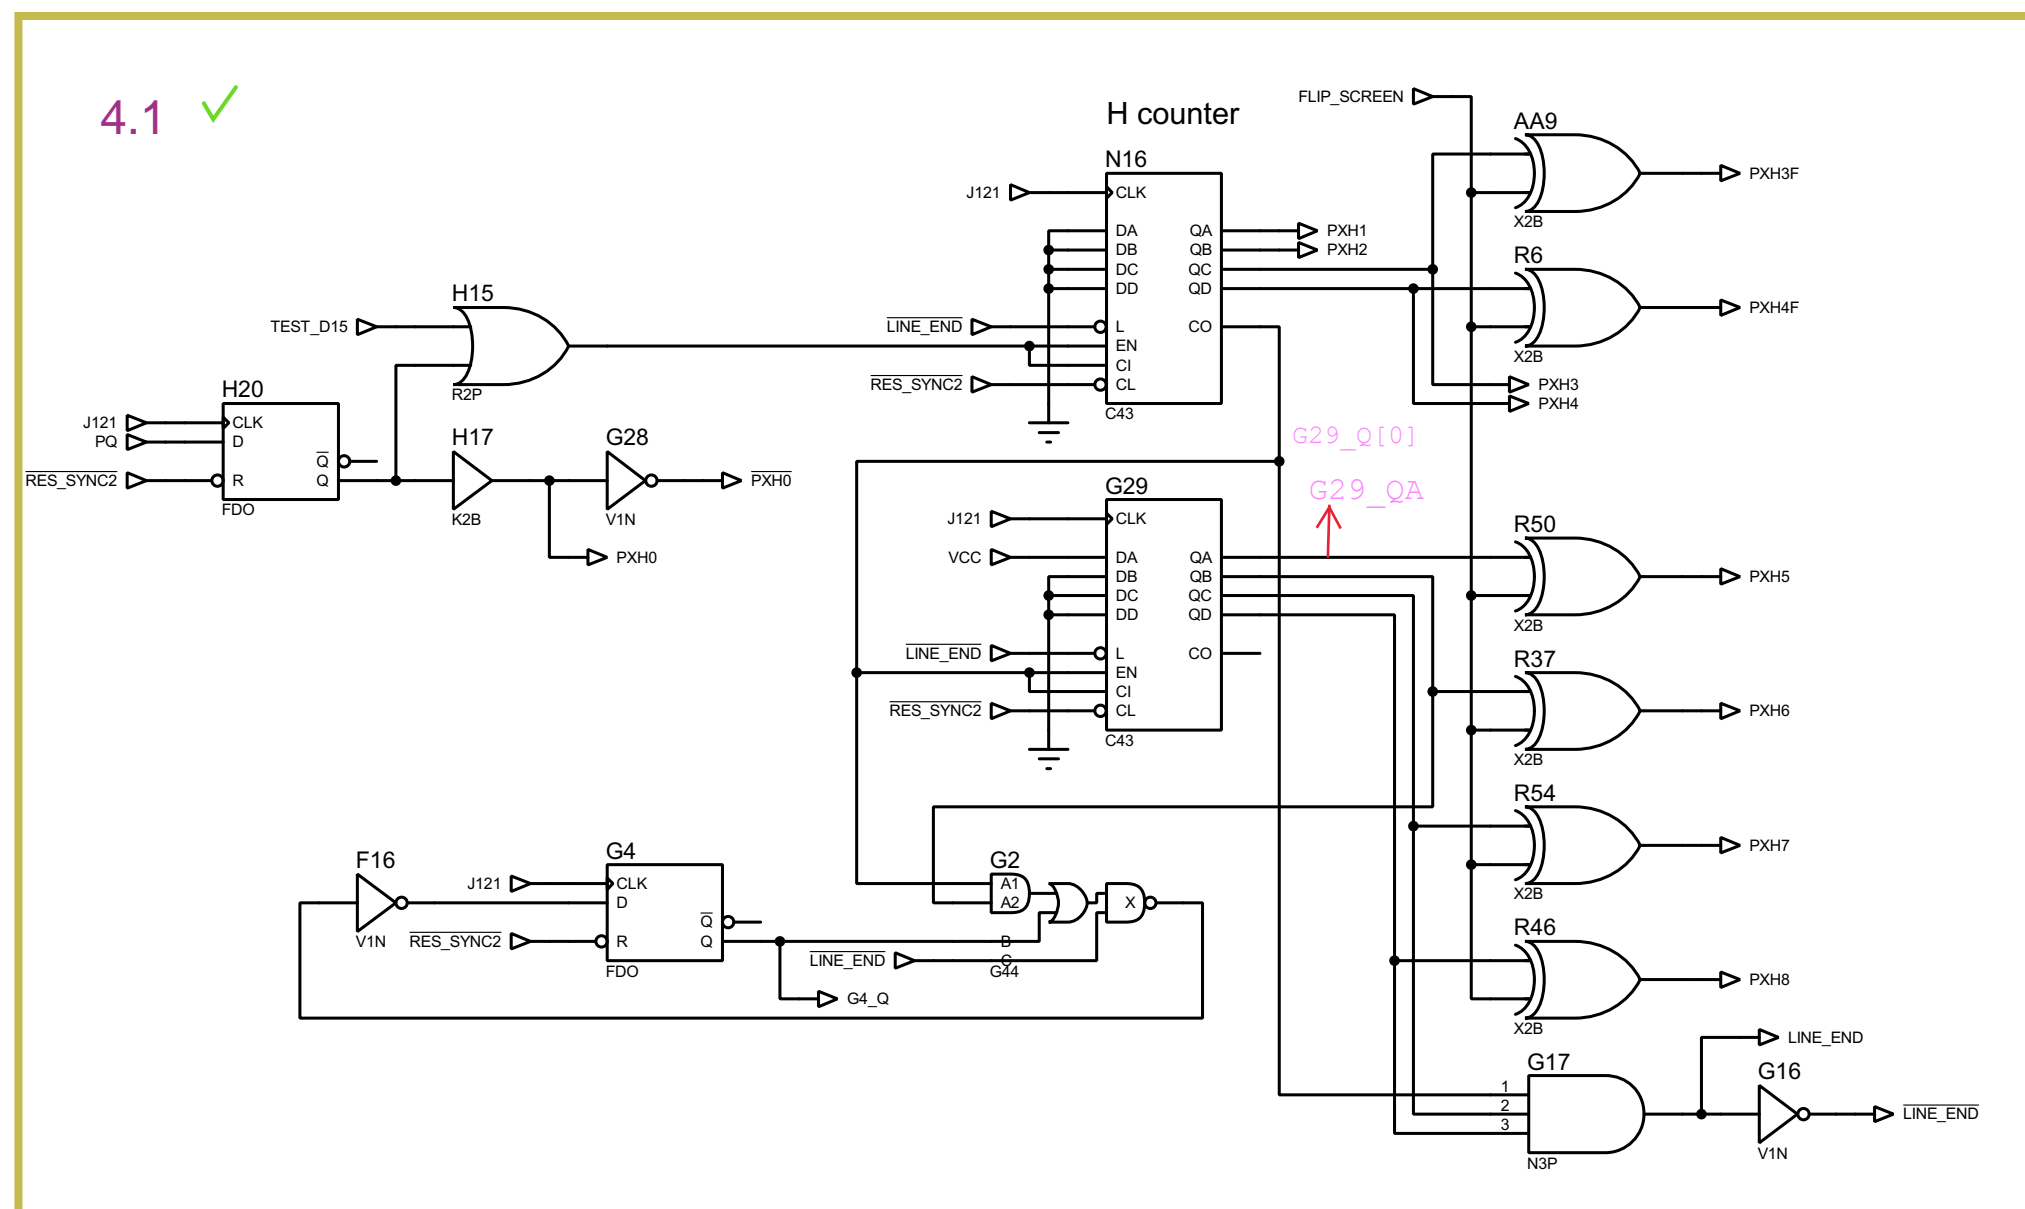 4.1
H counter
FLIP_SCREEN
AA9
X2B
PXH3F
N16
J121
CLK
DA QA
DB QB
DC QC
DD QD
L CO
EN
CI
CL
C43
PXH1
PXH2
R6
X2B
PXH4F
PXH3
PXH4
LINE_END
RES_SYNC2
H15
TEST_D15
R2P
H20
J121
PQ
RES_SYNC2
CLK
D
Q
R Q
FDO
H17
K2B
G28
V1N
PXH0
PXH0
G29_Q[0]
G29_QA
G29
J121
VCC
CLK
DA QA
DB QB
DC QC
DD QD
L CO
EN
CI
CL
C43
LINE_END
RES_SYNC2
R50
X2B
PXH5
R37
X2B
PXH6
R54
X2B
PXH7
R46
X2B
PXH8
F16
V1N
G4
J121
RES_SYNC2
CLK
D
Q
R Q
FDO
G4_Q
G2
A1
A2
X
B
C
G44
LINE_END
G17
1
2
3
N3P
LINE_END
G16
V1N
LINE_END